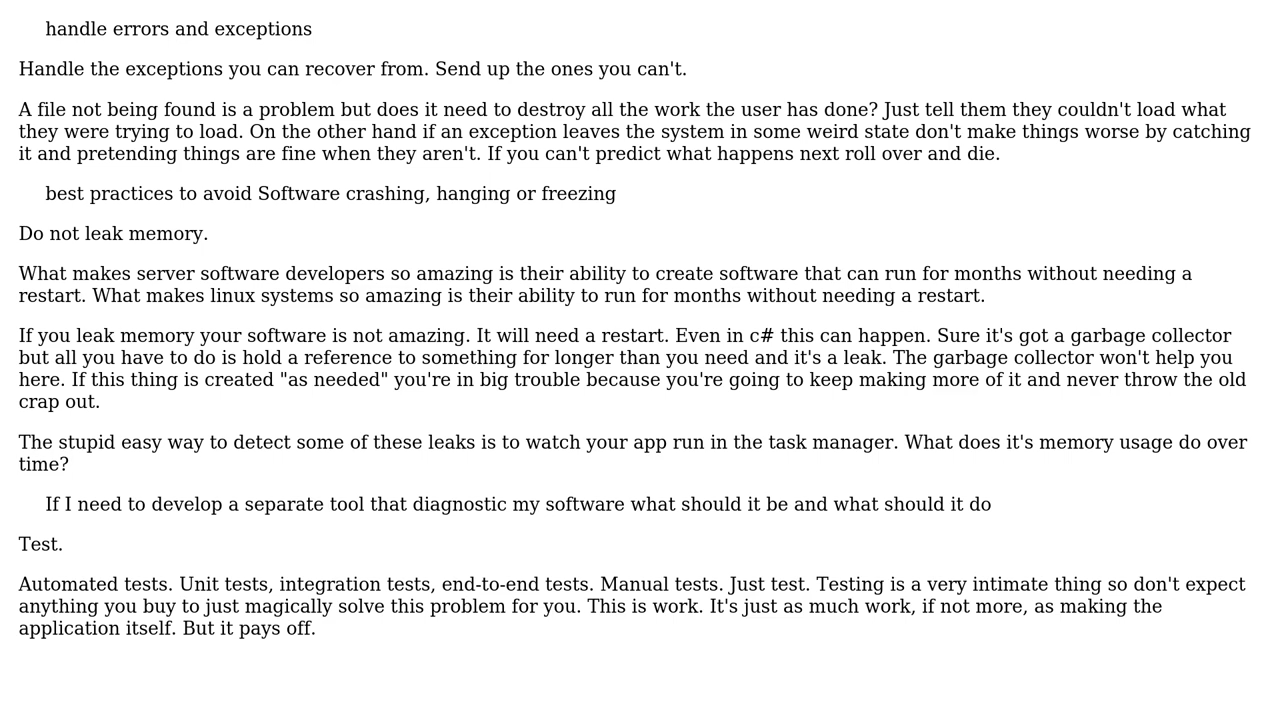 handle errors and exceptions
Handle the exceptions you can recover from. Send up the ones you can't.
A file not being found is a problem but does it need to destroy all the work the user has done? Just tell them they couldn't load what
they were trying to load. On the other hand if an exception leaves the system in some weird state don't make things worse by catching
it and pretending things are fine when they aren't. If you can't predict what happens next roll over and die.
best practices to avoid Software crashing, hanging or freezing
Do not leak memory.
What makes server software developers so amazing is their ability to create software that can run for months without needing a
restart. What makes linux systems so amazing is their ability to run for months without needing a restart.
If you leak memory your software is not amazing. It will need a restart. Even in c# this can happen. Sure it's got a garbage collector
but all you have to do is hold a reference to something for longer than you need and it's a leak. The garbage collector won't help you
here. If this thing is created "as needed" you're in big trouble because you're going to keep making more of it and never throw the old
crap out.
The stupid easy way to detect some of these leaks is to watch your app run in the task manager. What does it's memory usage do over
time?
If I need to develop a separate tool that diagnostic my software what should it be and what should it do
Test.
Automated tests. Unit tests, integration tests, end-to-end tests. Manual tests. Just test. Testing is a very intimate thing so don't expect
anything you buy to just magically solve this problem for you. This is work. It's just as much work, if not more, as making the
application itself. But it pays off.